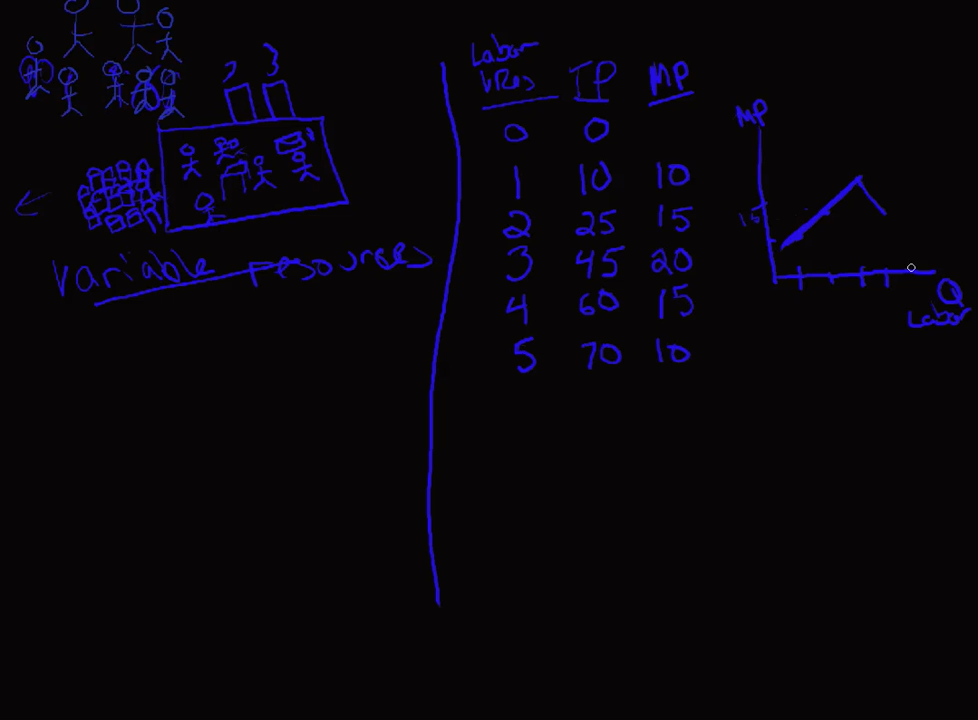 Variable resources
Labor TP MP
VRes
0 0
1 10 10
2 25 15
3 45 20
4 60 15
5 70 10
MP
15
Q
Labor